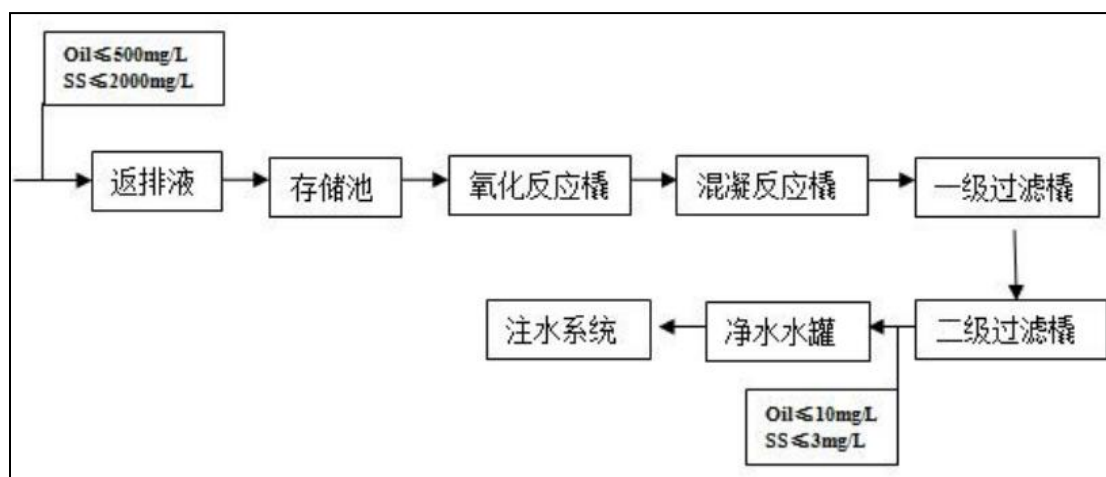 Oil≤500mg/L
SS≤2000mg/L
返排液
存储池
氧化反应橇
混凝反应橇
一级过滤橇
二级过滤橇
净水水罐
注水系统
Oil≤10mg/L
SS≤3mg/L